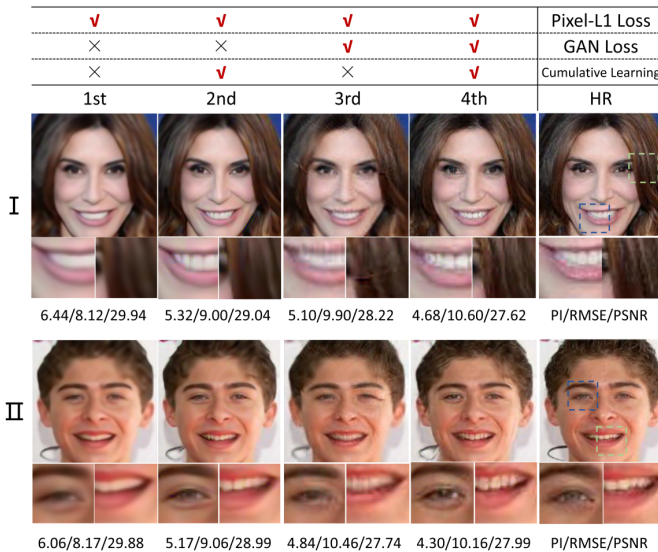 √ √ √ √ Pixel-L1 Loss
× × √ √ GAN Loss
× √ × √ Cumulative Learning
1st 2nd 3rd 4th HR
I
6.44/8.12/29.94 5.32/9.00/29.04 5.10/9.90/28.22 4.68/10.60/27.62 PI/RMSE/PSNR
II
6.06/8.17/29.88 5.17/9.06/28.99 4.84/10.46/27.74 4.30/10.16/27.99 PI/RMSE/PSNR